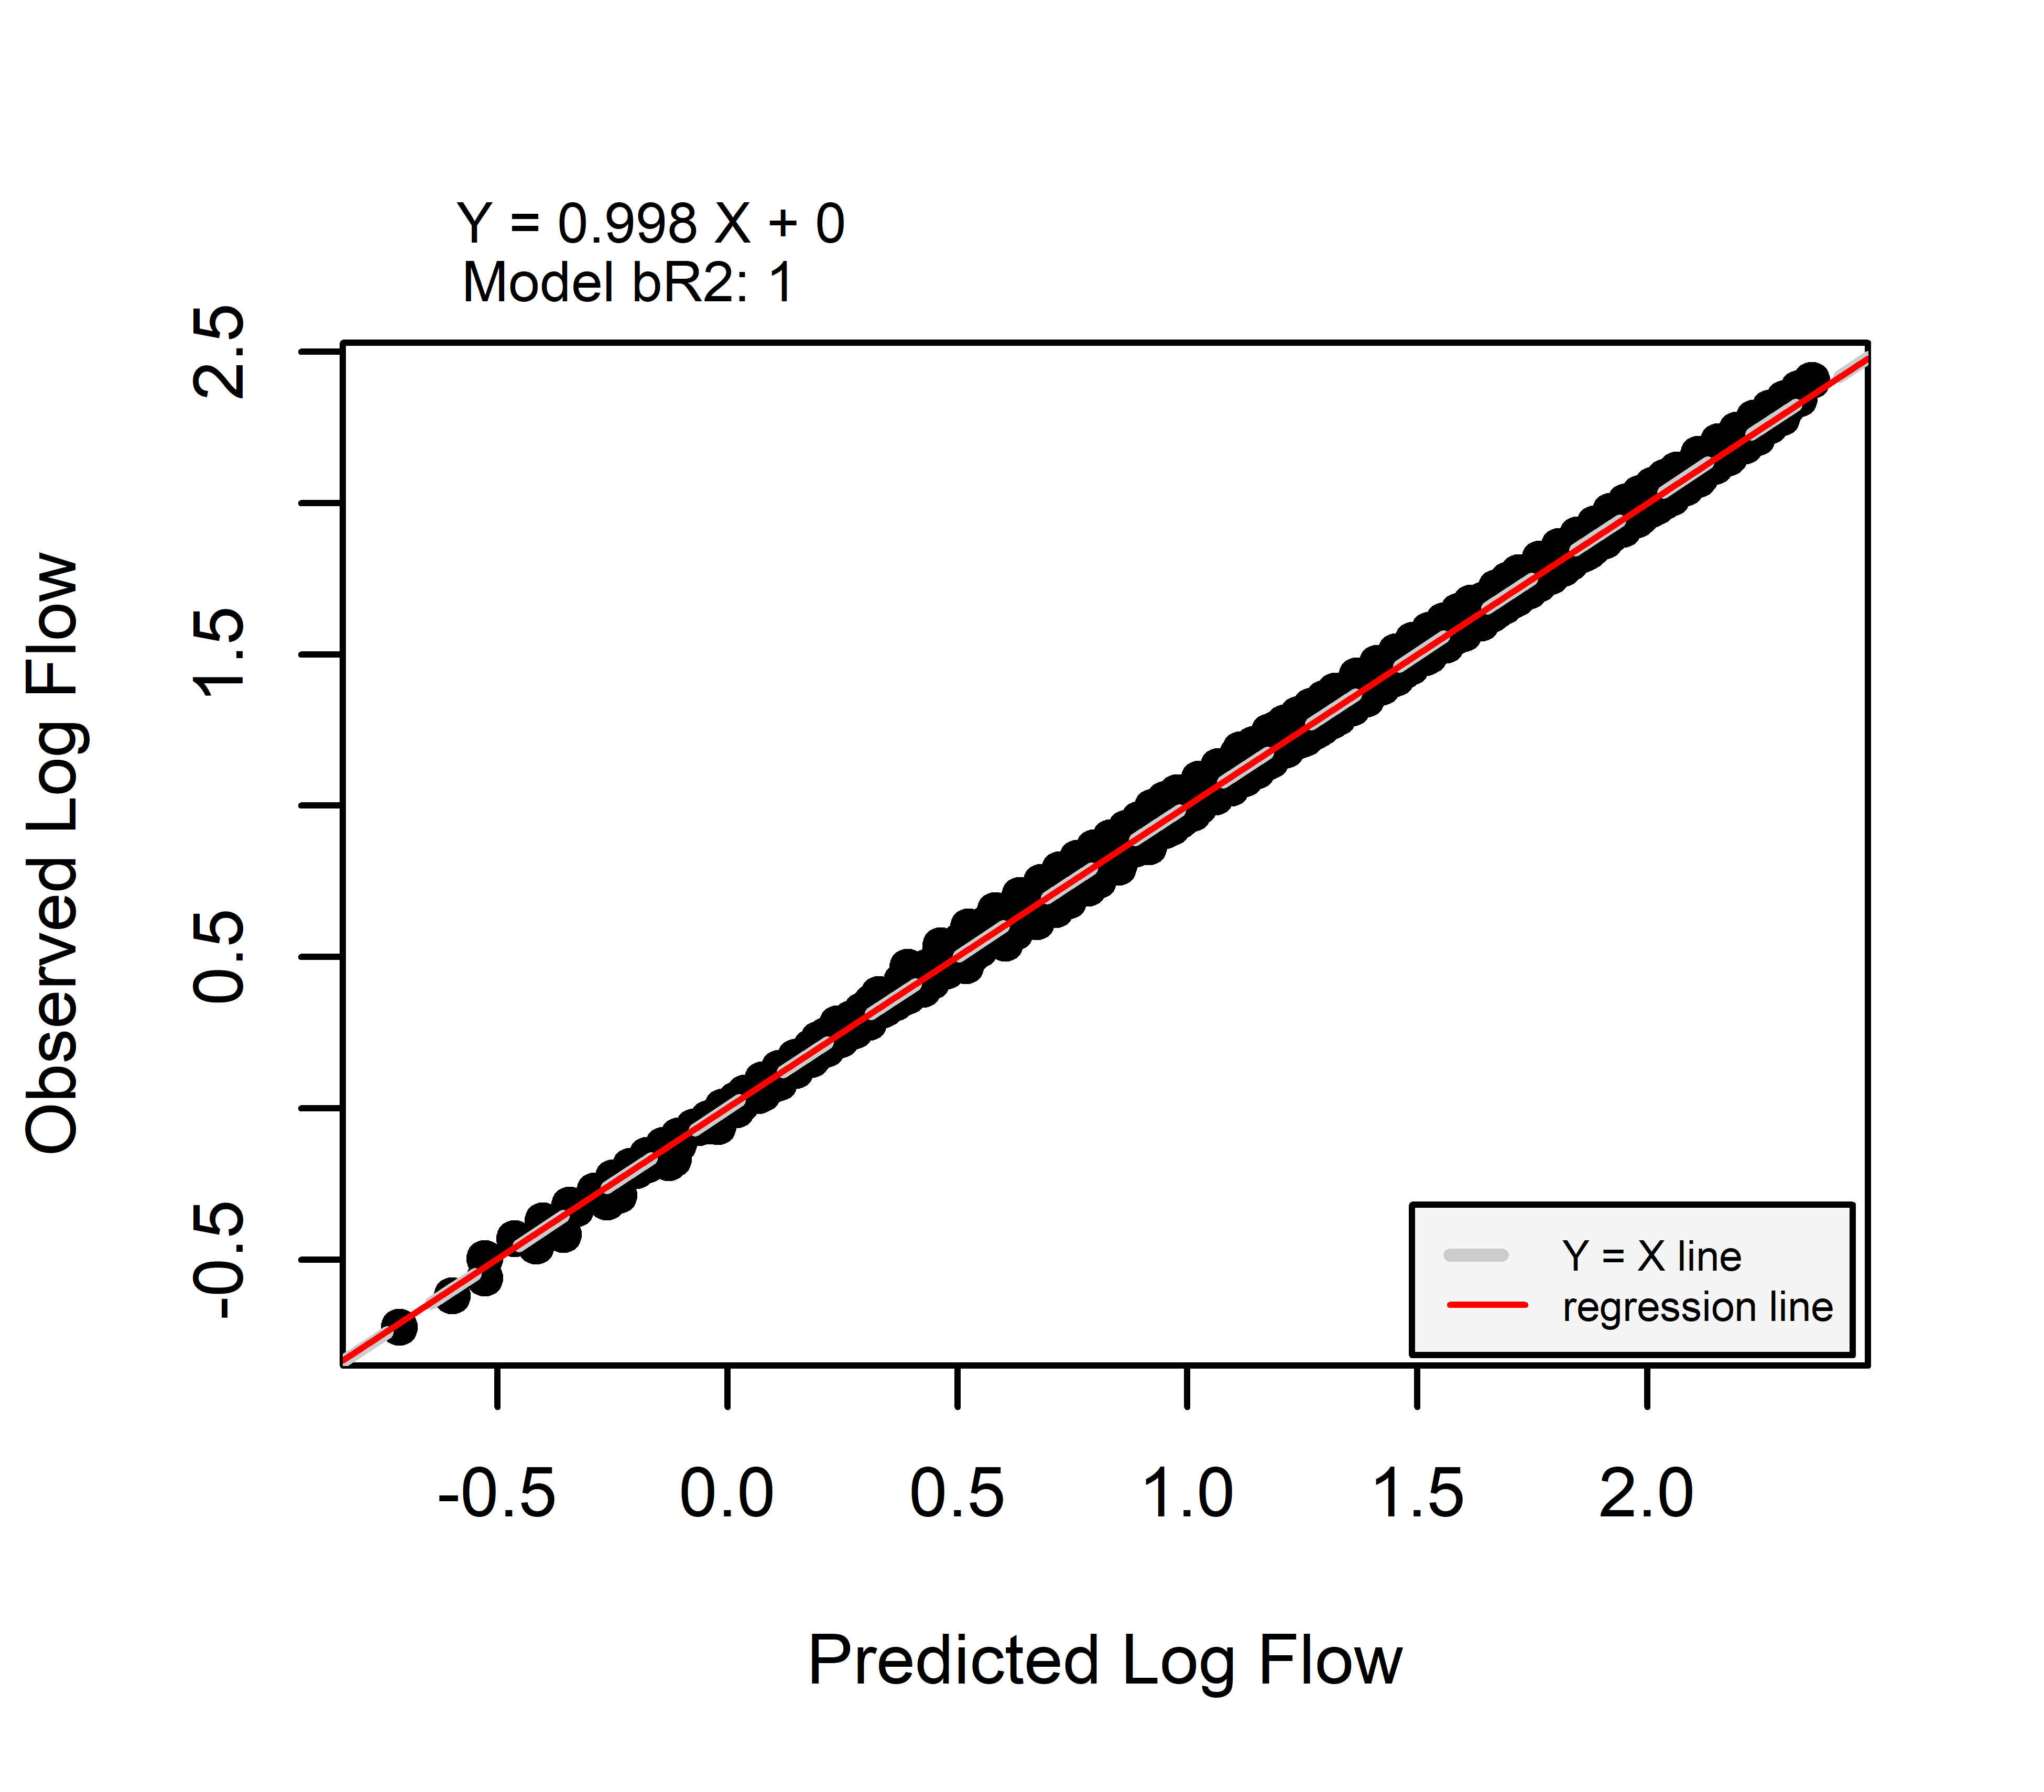 Y = 0.998 X + 0
Model bR2: 1
2.5
1.5
0.5
-0.5
Observed Log Flow
Y = X line
regression line
-0.5 0.0 0.5 1.0 1.5 2.0
Predicted Log Flow